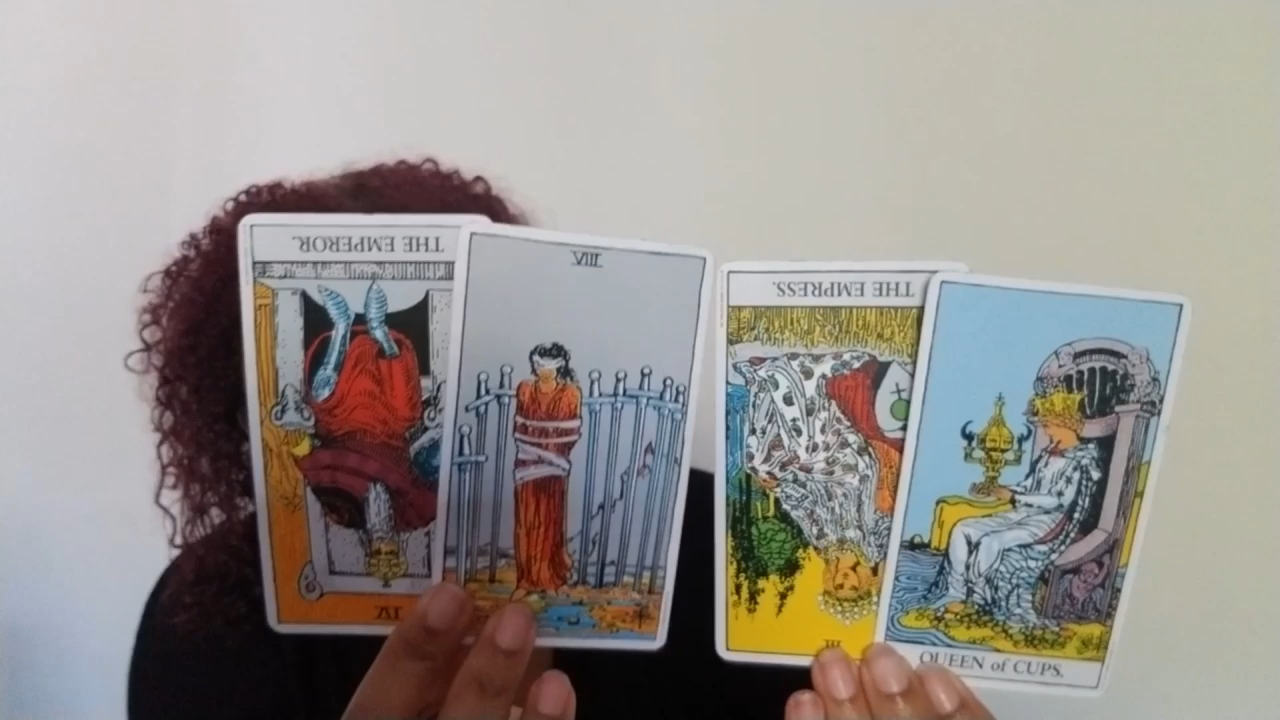 THE EMPEROR.
IV
VIII
THE EMPRESS.
III
QUEEN of CUPS.